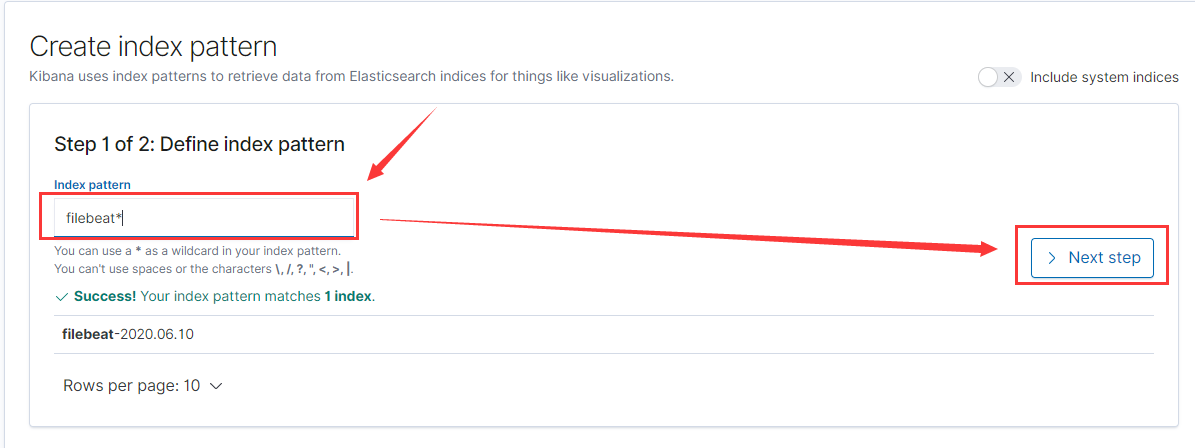 Create index pattern
Kibana uses index patterns to retrieve data from Elasticsearch indices for things like visualizations.
Include system indices
Step 1 of 2: Define index pattern
Index pattern
filebeat*
You can use a * as a wildcard in your index pattern.
You can't use spaces or the characters \, /, ?, ", <, >, |.
Next step
Success! Your index pattern matches 1 index.
filebeat-2020.06.10
Rows per page: 10